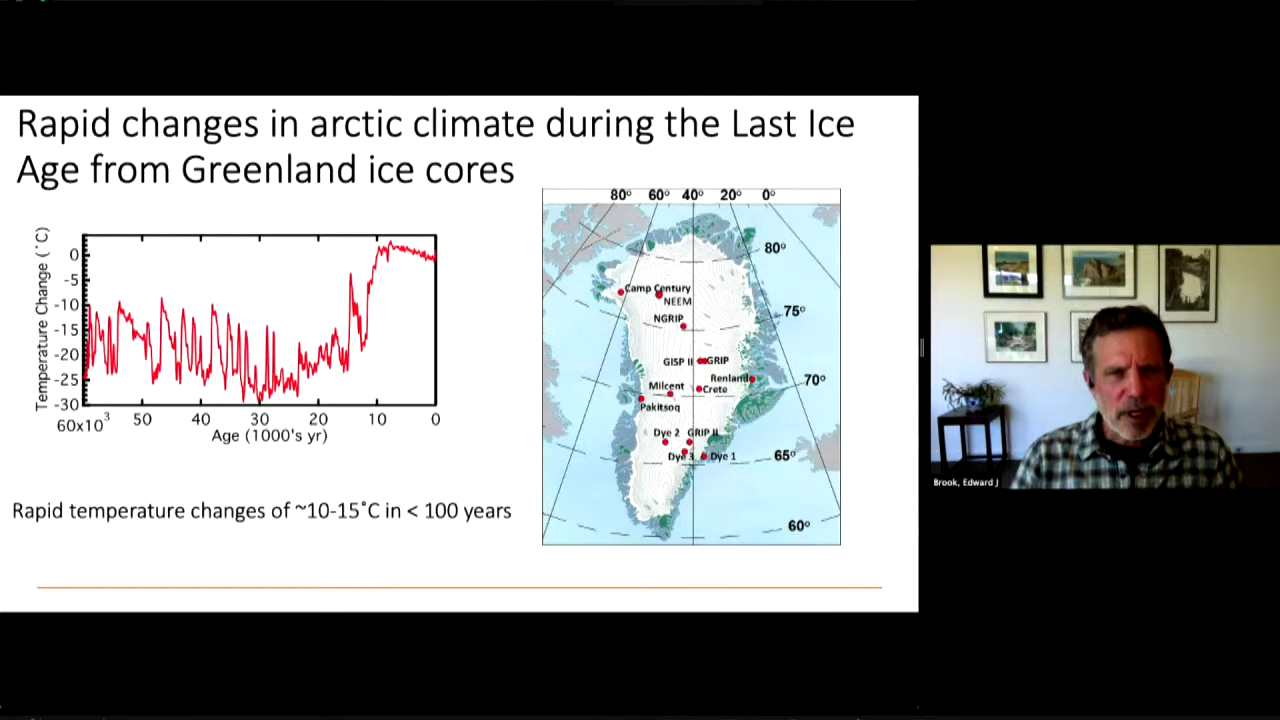 Rapid changes in arctic climate during the Last Ice
Age from Greenland ice cores
Temperature Change (˚C)
0
-5
-10
-15
-20
-25
-30
60x10³ 50 40 30 20 10 0
Age (1000's yr)
Rapid temperature changes of ~10-15˚C in < 100 years
80° 60° 40° 20° 0°
80°
Camp Century
NEEM
75°
NGRIP
GISP II GRIP
Renland 70°
Milcent Crete
Pakitsoq
Dye 2 GRIP II
Dye 3 Dye 1 65°
60°
Brook, Edward J